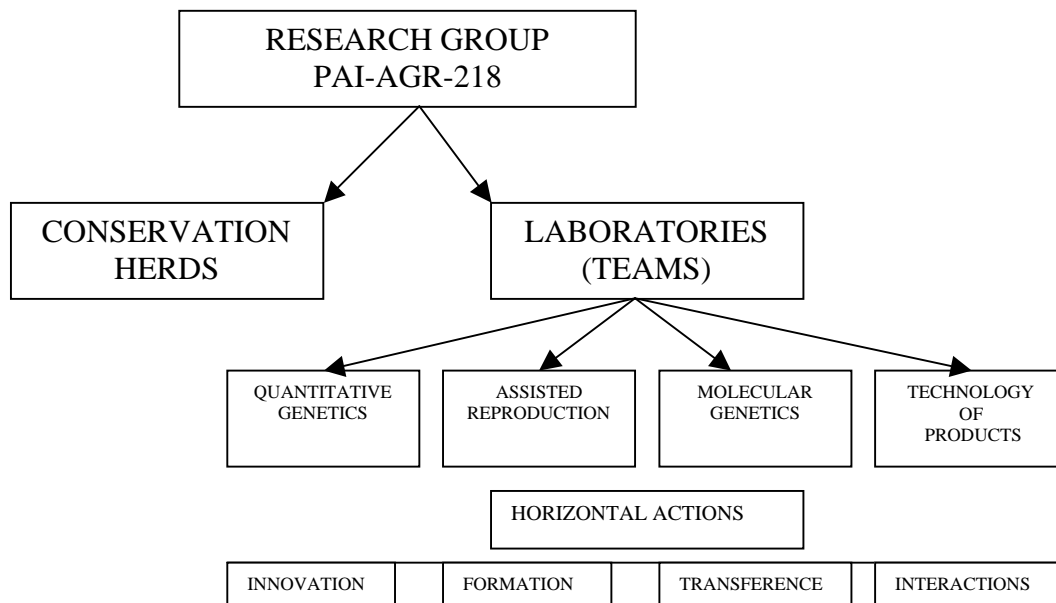 RESEARCH GROUP
PAI-AGR-218
CONSERVATION
HERDS
LABORATORIES
(TEAMS)
QUANTITATIVE
GENETICS
ASSISTED
REPRODUCTION
MOLECULAR
GENETICS
TECHNOLOGY
OF
PRODUCTS
HORIZONTAL ACTIONS
INNOVATION
FORMATION
TRANSFERENCE
INTERACTIONS